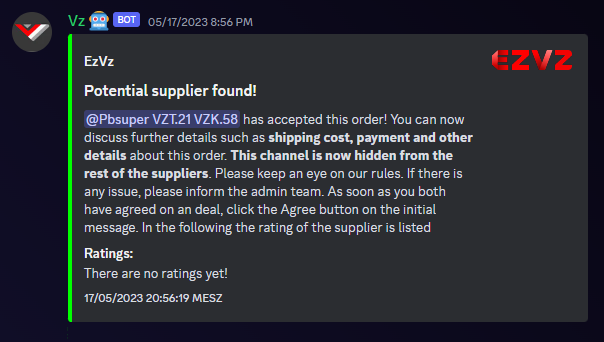 Vz BOT 05/17/2023 8:56 PM
EzVz
EZVZ
Potential supplier found!
@Pbsuper VZT.21 VZK.58 has accepted this order! You can now
discuss further details such as shipping cost, payment and other
details about this order. This channel is now hidden from the
rest of the suppliers. Please keep an eye on our rules. If there is
any issue, please inform the admin team. As soon as you both
have agreed on an deal, click the Agree button on the initial
message. In the following the rating of the supplier is listed
Ratings:
There are no ratings yet!
17/05/2023 20:56:19 MESZ